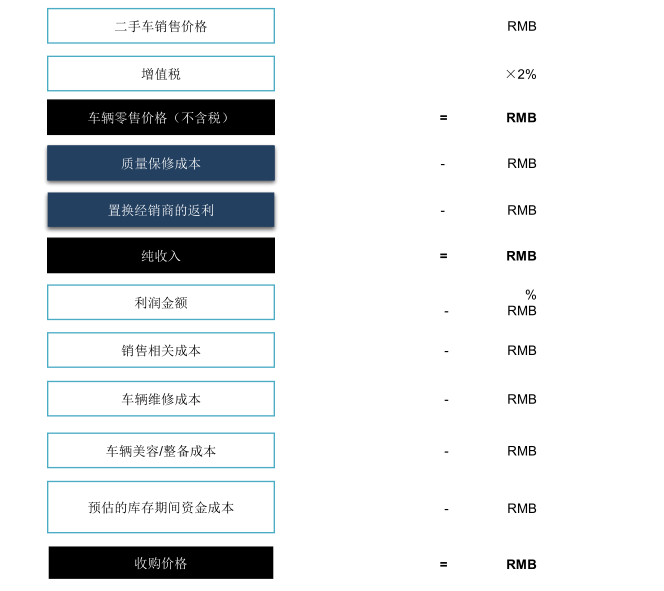 二手车销售价格 RMB
增值税 ×2%
车辆零售价格（不含税） = RMB
质量保修成本 - RMB
置换经销商的返利 - RMB
纯收入 = RMB
利润金额 %
- RMB
销售相关成本 - RMB
车辆维修成本 - RMB
车辆美容/整备成本 - RMB
预估的库存期间资金成本 - RMB
收购价格 = RMB